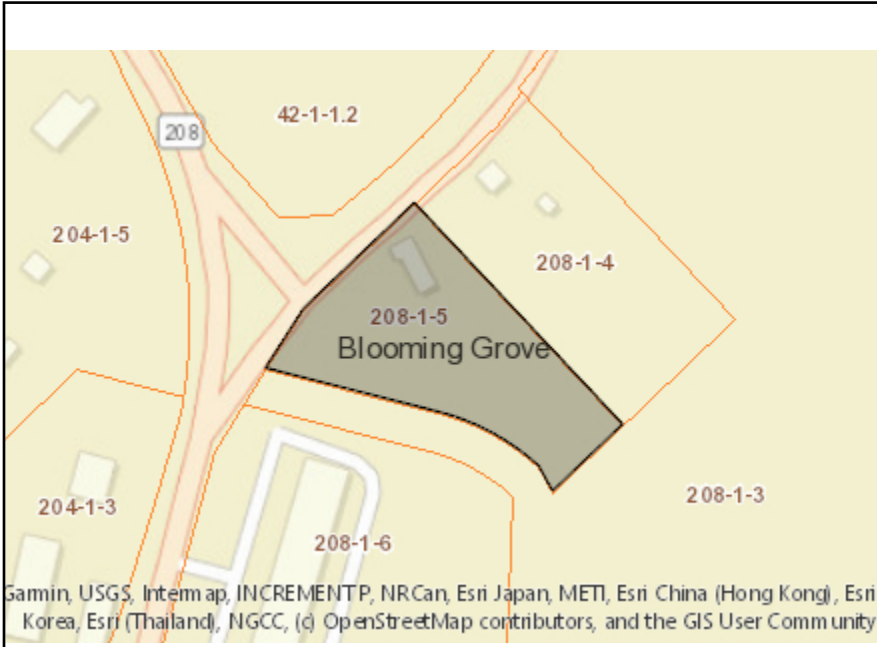 42-1-1.2
208
204-1-5
208-1-4
208-1-5
Blooming Grove
208-1-3
204-1-3
208-1-6
Garmin, USGS, Intermap, INCREMENT P, NRCan, Esri Japan, METI, Esri China (Hong Kong), Esri
Korea, Esri (Thailand), NGCC, (c) OpenStreetMap contributors, and the GIS User Community